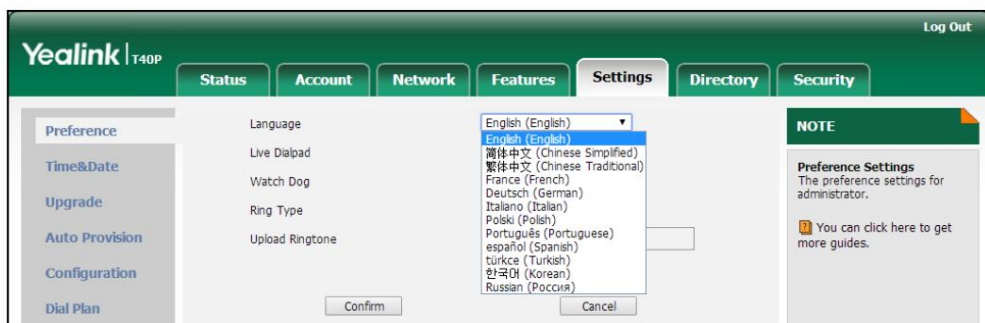 Log Out
Yealink T40P
Status Account Network Features Settings Directory Security
Preference
Time&Date
Upgrade
Auto Provision
Configuration
Dial Plan
Language English (English)
Live Dialpad
Watch Dog
Ring Type
Upload Ringtone
English (English)
简体中文 (Chinese Simplified)
繁体中文 (Chinese Traditional)
France (French)
Deutsch (German)
Italiano (Italian)
Polski (Polish)
Português (Portuguese)
español (Spanish)
türkce (Turkish)
한국어 (Korean)
Russian (Россия)
Confirm Cancel
NOTE
Preference Settings
The preference settings for
administrator.
You can click here to get
more guides.